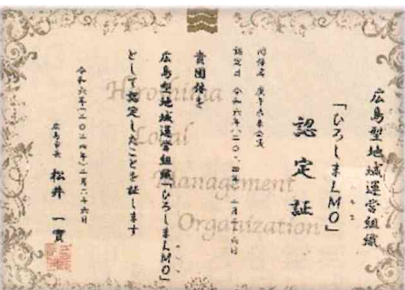 広島型地域運営組織
「ひろしまLMO」
認定証
貴団体を
広島型地域運営組織「ひろしまLMO」
として認定したことを証します
広島市長 松井 一實
Hiroshima
Local
Management
Organization